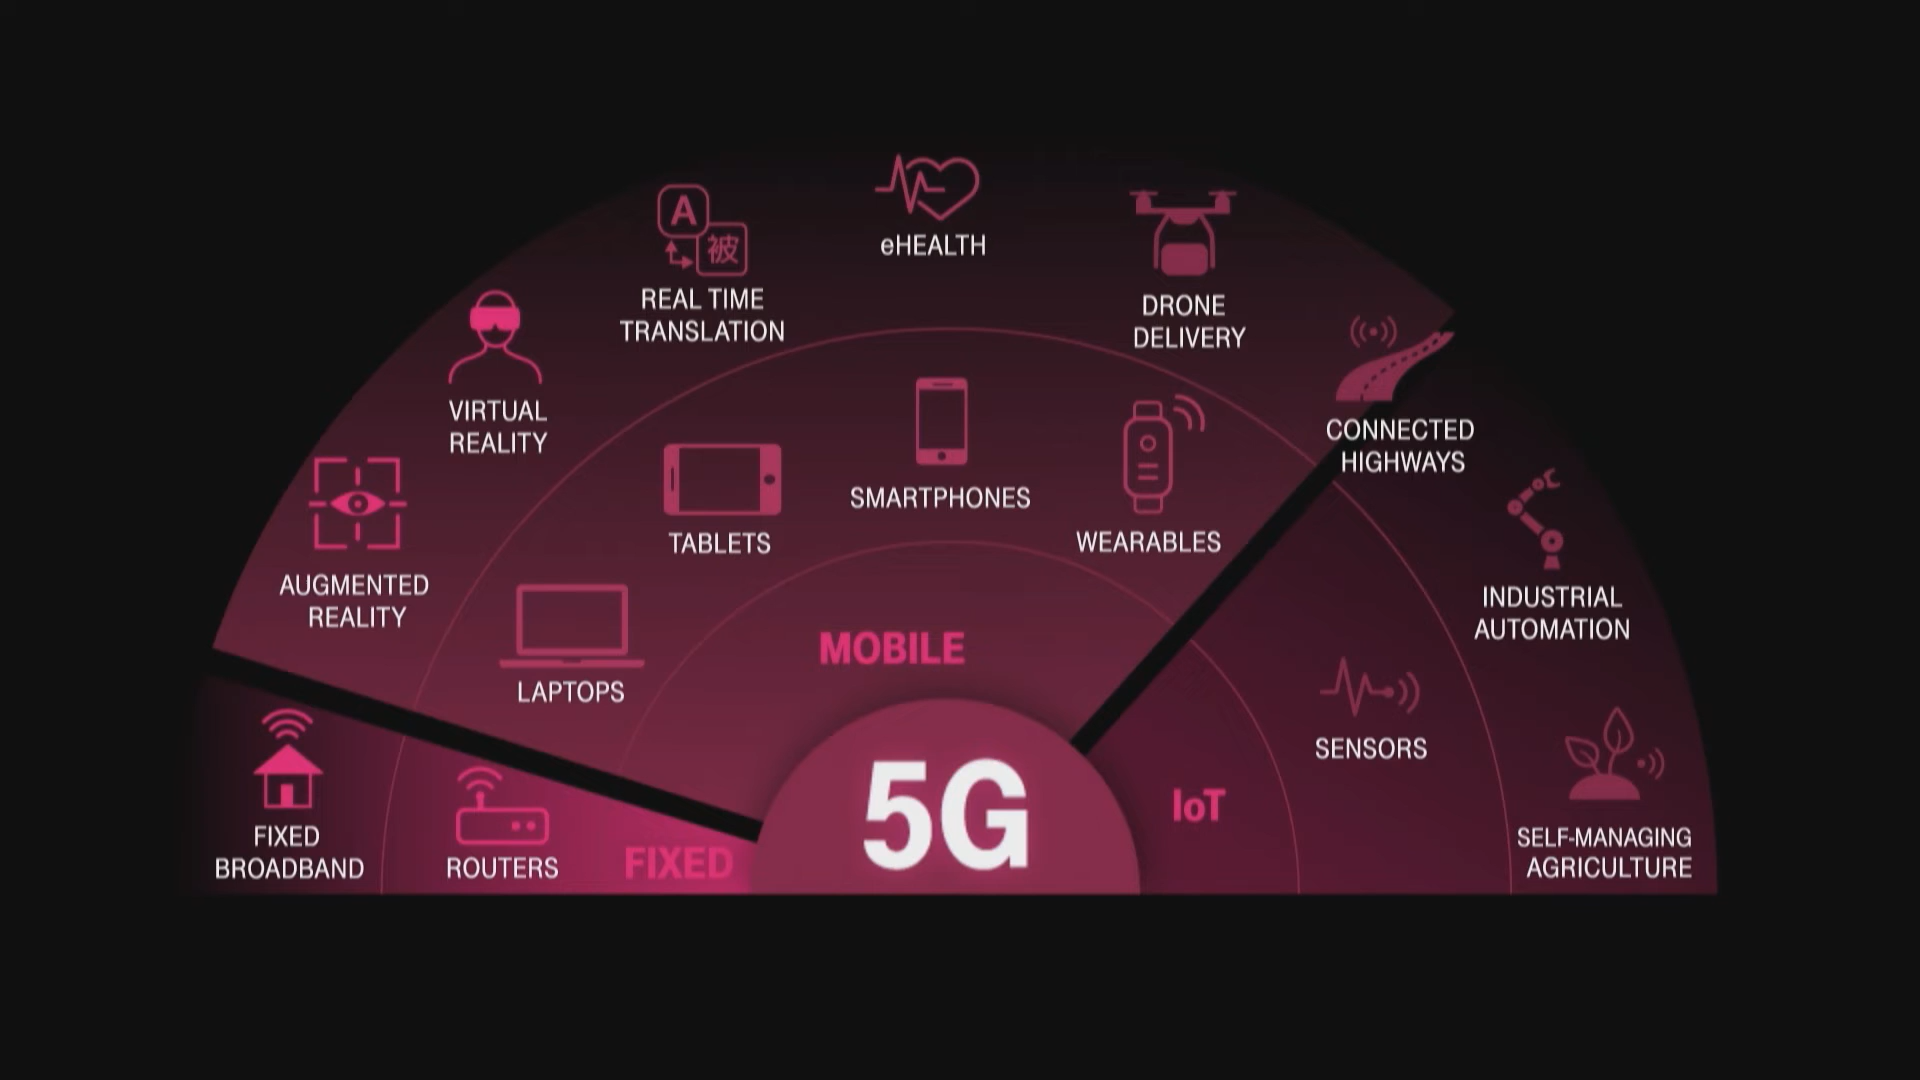 A
被
eHEALTH
REAL TIME
TRANSLATION
DRONE
DELIVERY
VIRTUAL
REALITY
CONNECTED
HIGHWAYS
SMARTPHONES
TABLETS
WEARABLES
AUGMENTED
REALITY
INDUSTRIAL
AUTOMATION
LAPTOPS
MOBILE
SENSORS
FIXED
BROADBAND
ROUTERS
FIXED
5G
IoT
SELF-MANAGING
AGRICULTURE